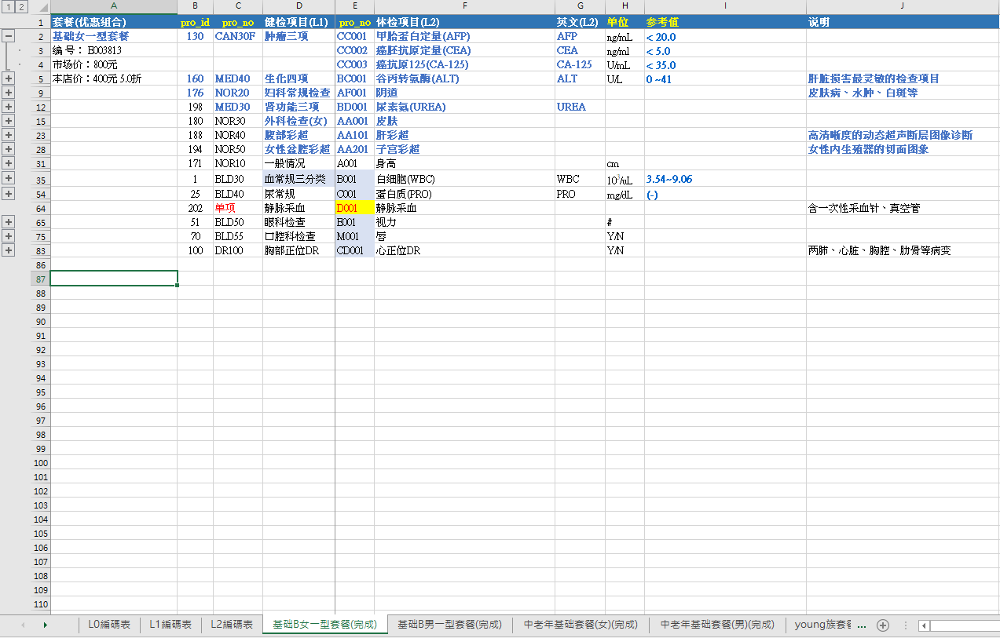 1 2
A B C D E F G H I J
1 套餐(优惠组合) pro_id pro_no 健检项目(L1) pro_no 体检项目(L2) 英文(L2) 单位 参考值 说明
2 基础女一型套餐 130 CAN30F 肿瘤三项 CC001 甲胎蛋白定量(AFP) AFP ng/mL < 20.0
3 编 号： E003813 CC002 癌胚抗原定量(CEA) CEA ng/ml < 5.0
4 市场价：800元 CC003 癌抗原125(CA-125) CA-125 U/mL < 35.0
5 本店价：400元 5.0折 160 MED40 生化四项 BC001 谷丙转氨酶(ALT) ALT U/L 0 ~41 肝脏损害最灵敏的检查项目
9 176 NOR20 妇科常规检查 AF001 阴道 皮肤病、水肿、白斑等
12 198 MED30 肾功能三项 BD001 尿素氮(UREA) UREA
15 180 NOR30 外科检查(女) AA001 皮肤
23 188 NOR40 腹部彩超 AA101 肝彩超 高清晰度的动态超声断层图像诊断
28 194 NOR50 女性盆腔彩超 AA201 子宫彩超 女性内生殖器的切面图象
31 171 NOR10 一般情况 A001 身高 cm
35 1 BLD30 血常规三分类 B001 白细胞(WBC) WBC 10³/uL 3.54~9.06
54 25 BLD40 尿常规 C001 蛋白质(PRO) PRO mg/dL (-)
64 202 单项 静脉采血 D001 静脉采血 含一次性采血针、真空管
65 51 BLD50 眼科检查 E001 视力 #
75 70 BLD55 口腔科检查 M001 唇 Y/N
83 100 DR100 胸部正位DR CD001 心正位DR Y/N 两肺、心脏、胸腔、肋骨等病变
86
87
88
89
90
91
92
93
94
95
96
97
98
99
100
101
102
103
104
105
106
107
108
109
110
L0編碼表 L1編碼表 L2編碼表 基础B女一型套餐(完成) 基础B男一型套餐(完成) 中老年基础套餐(女)(完成) 中老年基础套餐(男)(完成) young族套餐 ...